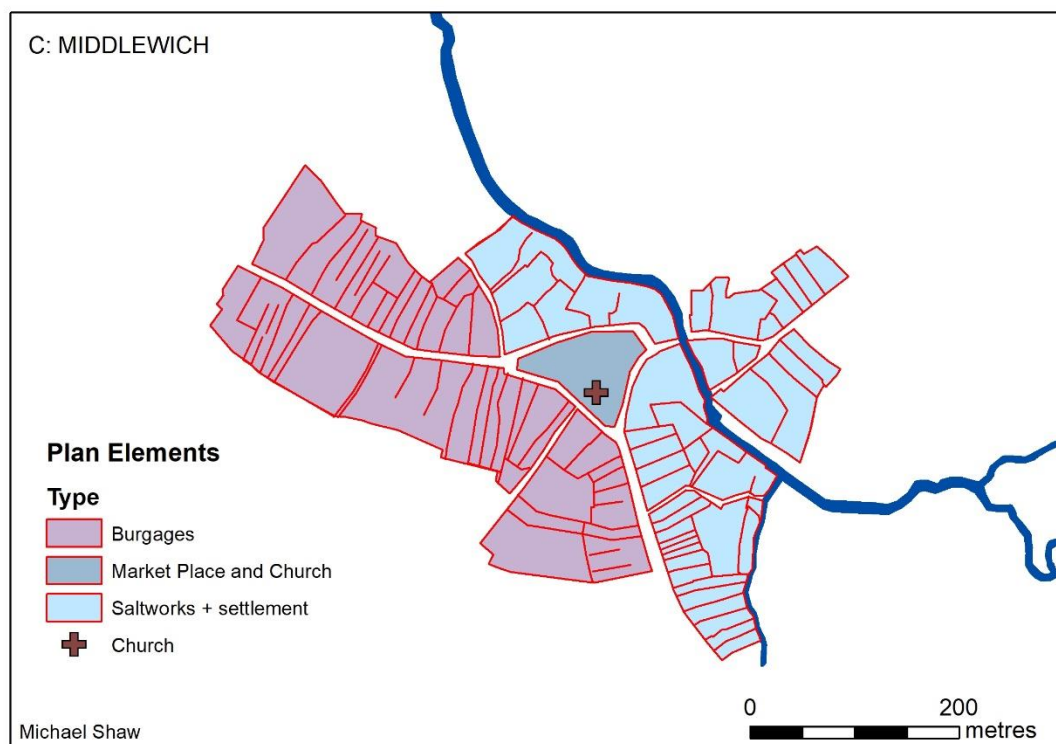 C: MIDDLEWICH
Plan Elements
Type
Burgages
Market Place and Church
Saltworks + settlement
Church
Michael Shaw
0 200
metres